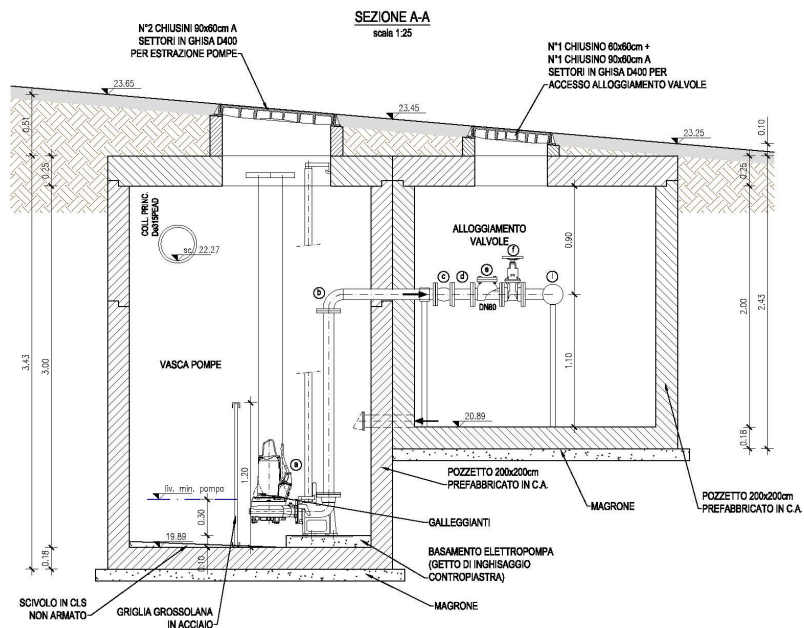 SEZIONE A-A
scala 1:25
N°2 CHIUSINI 90x60cm A
SETTORI IN GHISA D400
PER ESTRAZIONE POMPE
N°1 CHIUSINO 60x60cm +
N°1 CHIUSINO 90x60cm A
SETTORI IN GHISA D400 PER
ACCESSO ALLOGGIAMENTO VALVOLE
23.65
23.45
23.25
0.51
0.10
0.25
0.25
COLL. PRINC.
De315PEAD
sc.
22.27
ALLOGGIAMENTO
VALVOLE
f
c
d
e
i
b
DN80
0.90
2.00
2.43
3.43
3.00
VASCA POMPE
1.10
20.89
1.20
a
0.18
liv. min. pompa
0.30
19.89
0.18
0.10
POZZETTO 200x200cm
PREFABBRICATO IN C.A.
MAGRONE
POZZETTO 200x200cm
PREFABBRICATO IN C.A.
GALLEGGIANTI
BASAMENTO ELETTROPOMPA
(GETTO DI INGHISAGGIO
CONTROPIASTRA)
SCIVOLO IN CLS
NON ARMATO
GRIGLIA GROSSOLANA
IN ACCIAIO
MAGRONE